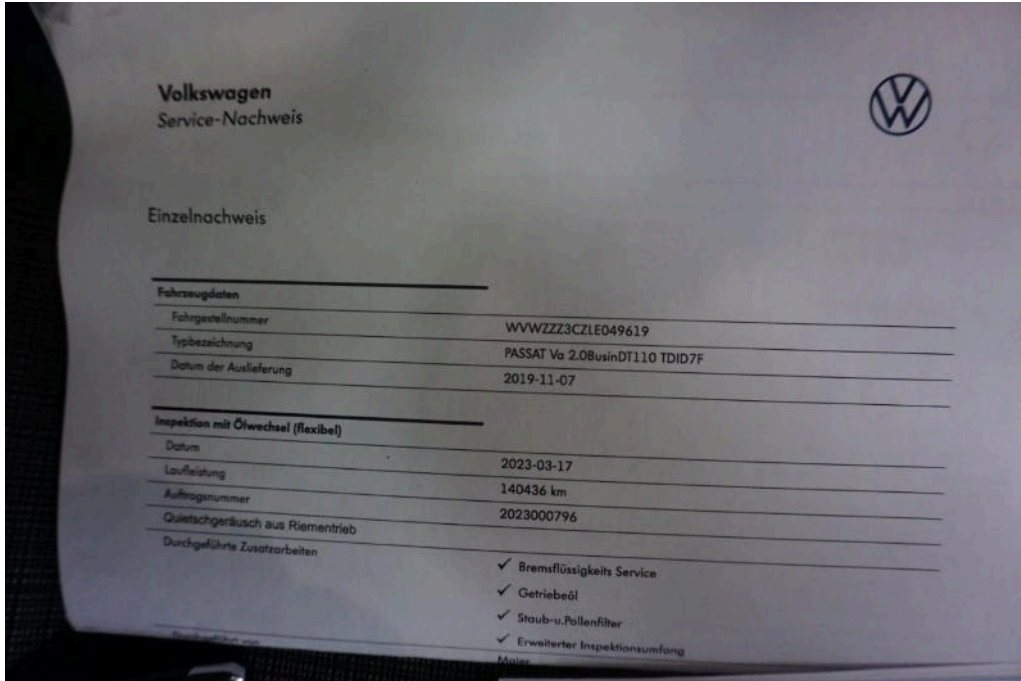 Volkswagen
Service-Nachweis
Einzelnachweis
Fahrzeugdaten
Fahrgestellnummer WVWZZZ3CZLE049619
Typbezeichnung PASSAT Va 2.0BusinDT110 TDID7F
Datum der Auslieferung 2019-11-07
Inspektion mit Ölwechsel (flexibel)
Datum 2023-03-17
Laufleistung 140436 km
Auftragsnummer 2023000796
Quietschgeräusch aus Riementrieb
Durchgeführte Zusatzarbeiten ✓ Bremsflüssigkeits Service
✓ Getriebeöl
✓ Staub-u.Pollenfilter
✓ Erweiterter Inspektionsumfang
von Maier